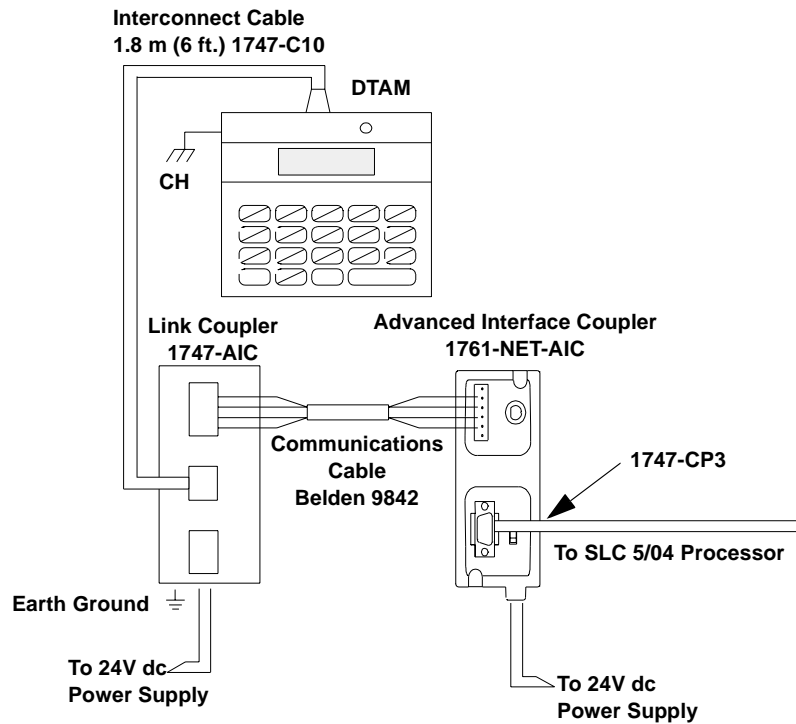 Interconnect Cable
1.8 m (6 ft.) 1747-C10
DTAM
CH
Link Coupler
1747-AIC
Advanced Interface Coupler
1761-NET-AIC
Communications
Cable
Belden 9842
1747-CP3
To SLC 5/04 Processor
Earth Ground
To 24V dc
Power Supply
To 24V dc
Power Supply